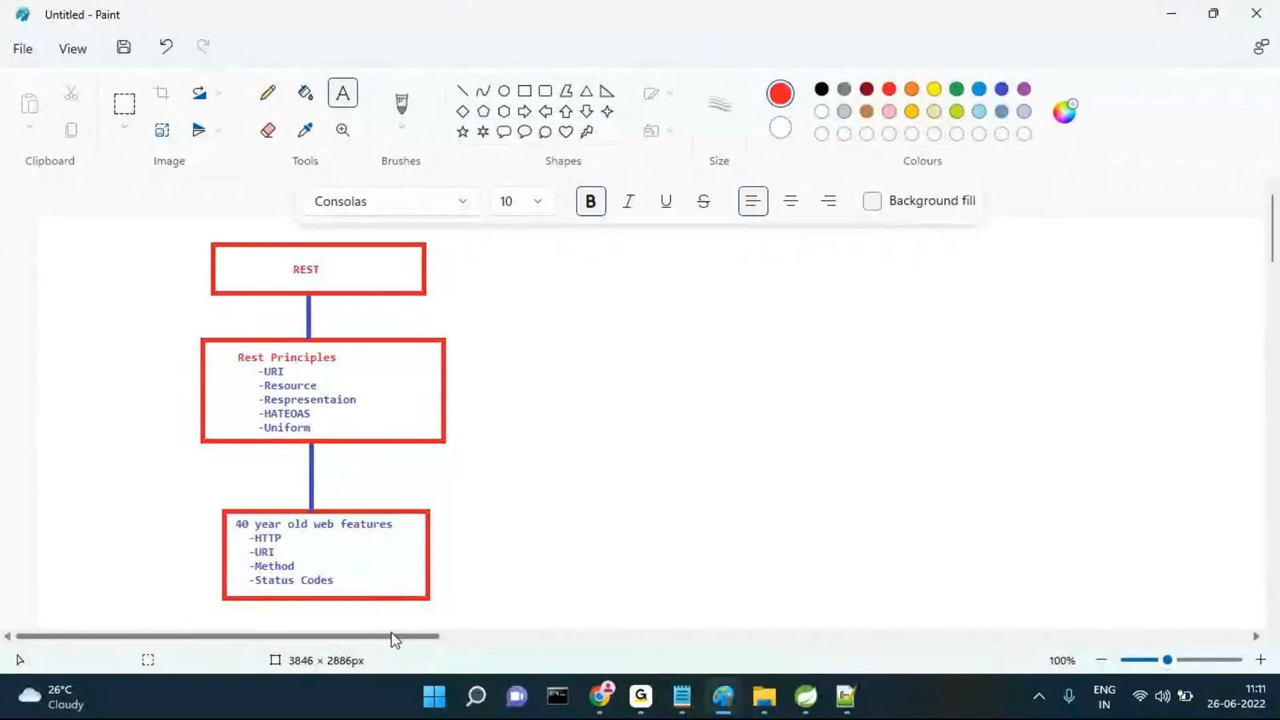 Untitled - Paint
File View
Clipboard Image Tools Brushes Shapes Size Colours
Consolas 10 B I U S Background fill
REST
Rest Principles
-URI
-Resource
-Respresentaion
-HATEOAS
-Uniform
40 year old web features
-HTTP
-URI
-Method
-Status Codes
3846 × 2886px 100%
26°C
Cloudy
ENG
IN
11:11
26-06-2022